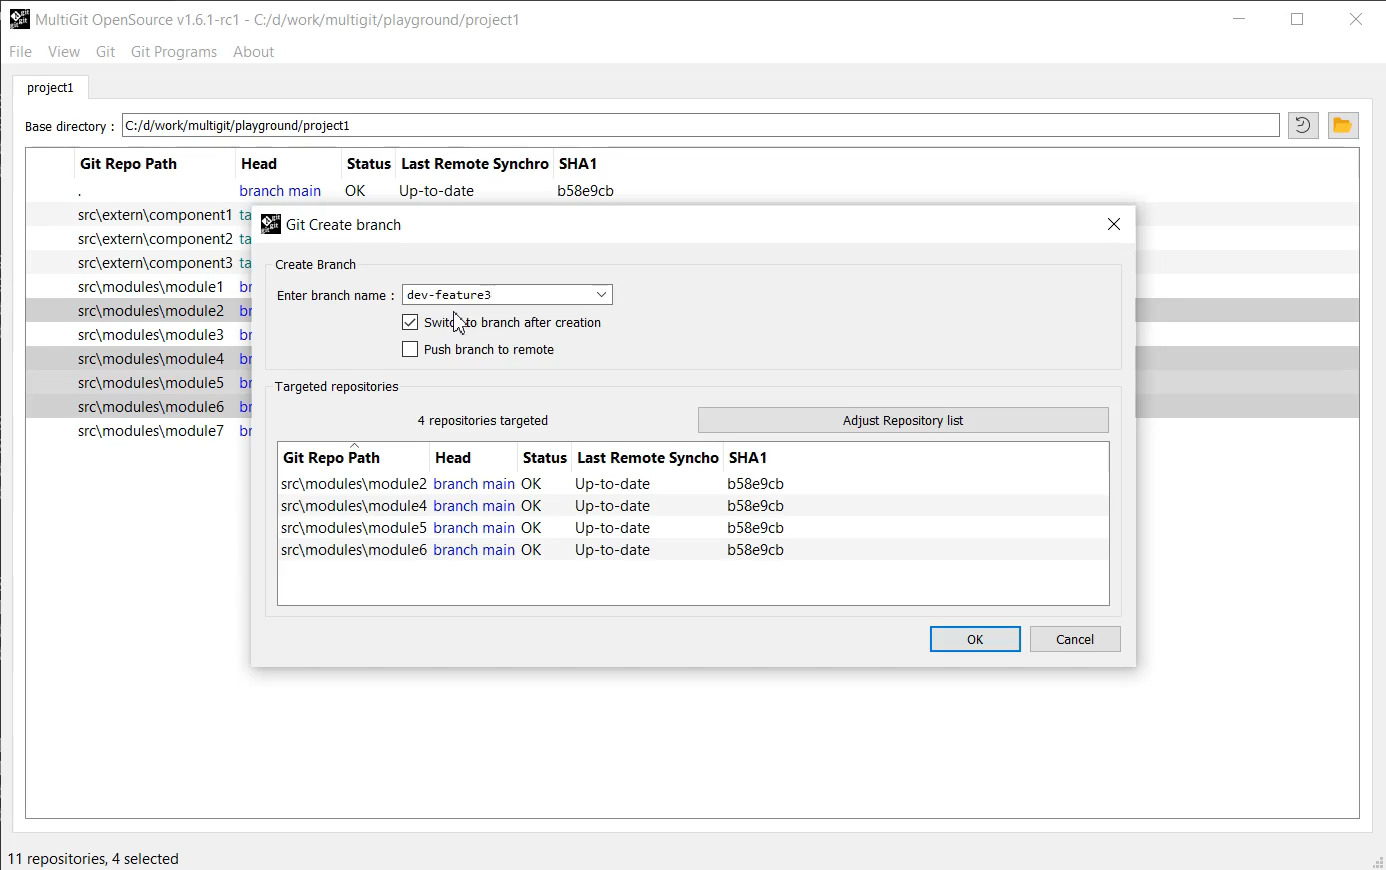 MultiGit OpenSource v1.6.1-rc1 - C:/d/work/multigit/playground/project1
File View Git Git Programs About
project1
Base directory : C:/d/work/multigit/playground/project1
Git Repo Path Head Status Last Remote Synchro SHA1
. branch main OK Up-to-date b58e9cb
src\extern\component1 ta
src\extern\component2 ta
src\extern\component3 ta
src\modules\module1 br
src\modules\module2 br
src\modules\module3 br
src\modules\module4 br
src\modules\module5 br
src\modules\module6 br
src\modules\module7 br
Git Create branch
Create Branch
Enter branch name : dev-feature3
to branch after creation
Push branch to remote
Targeted repositories
4 repositories targeted Adjust Repository list
Git Repo Path Head Status Last Remote Syncho SHA1
src\modules\module2 branch main OK Up-to-date b58e9cb
src\modules\module4 branch main OK Up-to-date b58e9cb
src\modules\module5 branch main OK Up-to-date b58e9cb
src\modules\module6 branch main OK Up-to-date b58e9cb
OK Cancel
11 repositories, 4 selected